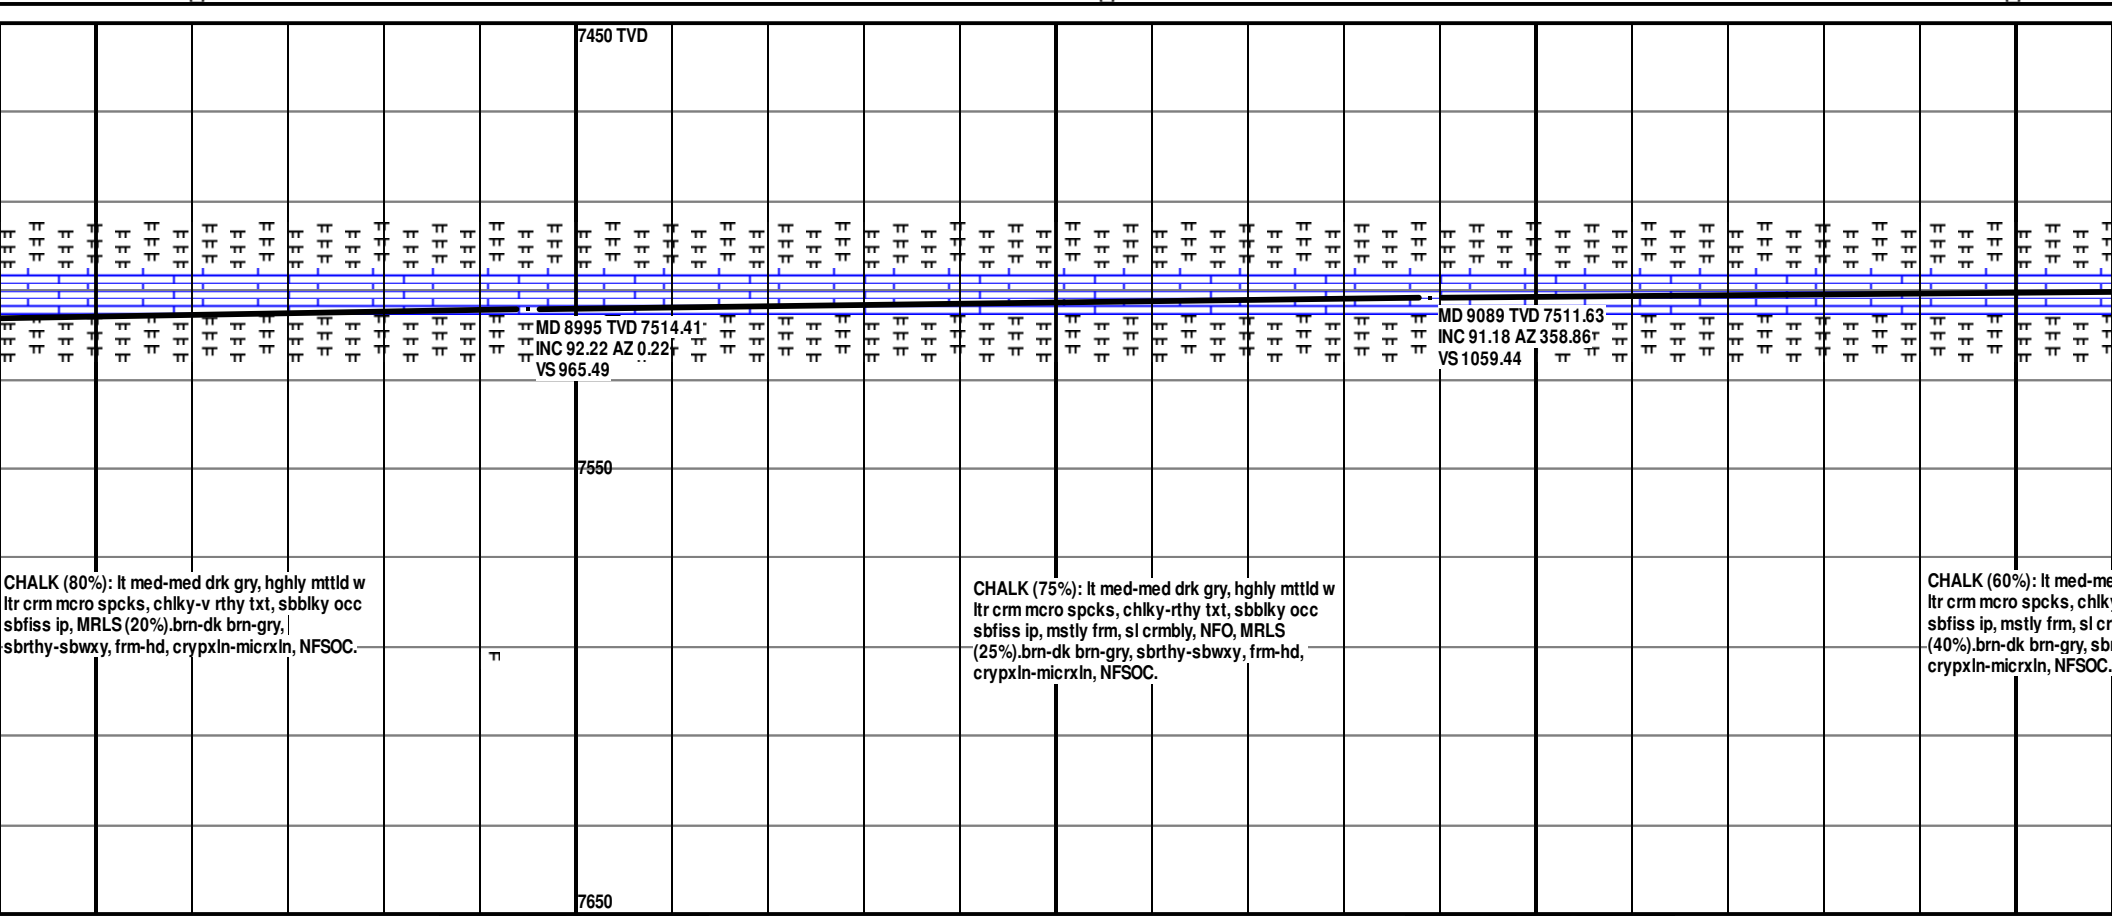 7450 TVD
MD 8995 TVD 7514.41
INC 92.22 AZ 0.22
VS 965.49
MD 9089 TVD 7511.63
INC 91.18 AZ 358.86
VS 1059.44
7550
CHALK (80%): lt med-med drk gry, hghly mttld w
ltr crm mcro spcks, chlky-v rthy txt, sbblky occ
sbfiss ip, MRLS (20%).brn-dk brn-gry,
sbrthy-sbwxy, frm-hd, crypxln-micrxln, NFSOC.
CHALK (75%): lt med-med drk gry, hghly mttld w
ltr crm mcro spcks, chlky-rthy txt, sbblky occ
sbfiss ip, mstly frm, sl crmbly, NFO, MRLS
(25%).brn-dk brn-gry, sbrthy-sbwxy, frm-hd,
crypxln-micrxln, NFSOC.
CHALK (60%): lt med-me
ltr crm mcro spcks, chlky
sbfiss ip, mstly frm, sl cr
(40%).brn-dk brn-gry, sbr
crypxln-micrxln, NFSOC.
7650